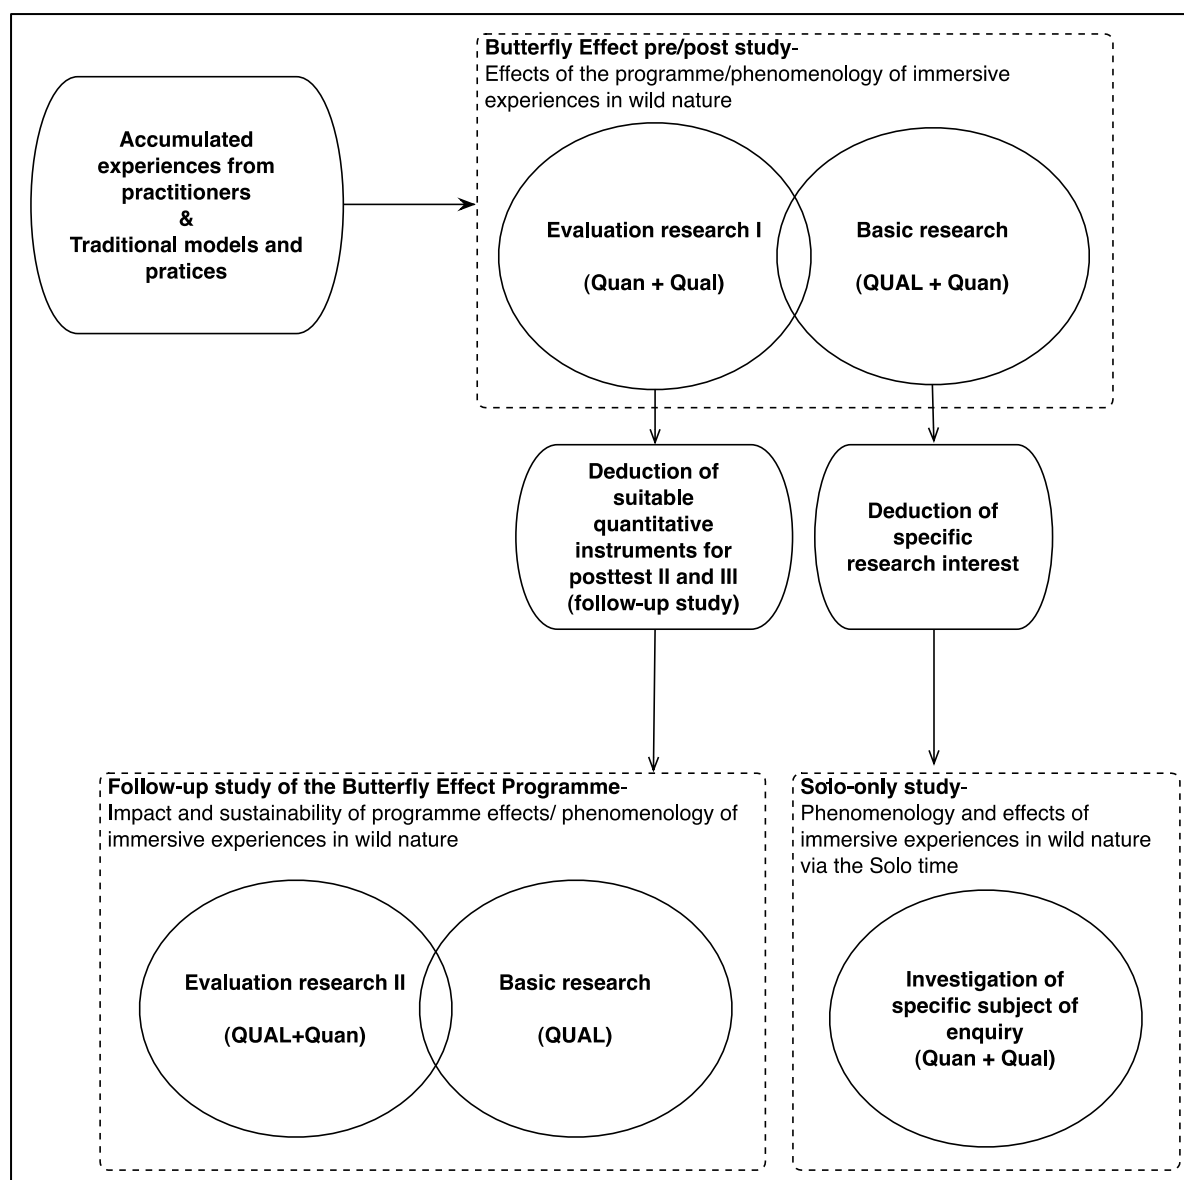 Butterfly Effect pre/post study-
Effects of the programme/phenomenology of immersive
experiences in wild nature
Accumulated
experiences from
practitioners
&
Traditional models and
pratices
Evaluation research I
(Quan + Qual)
Basic research
(QUAL + Quan)
Deduction of
suitable
quantitative
instruments for
posttest II and III
(follow-up study)
Deduction of
specific
research interest
Follow-up study of the Butterfly Effect Programme-
Impact and sustainability of programme effects/ phenomenology of
immersive experiences in wild nature
Evaluation research II
(QUAL+Quan)
Basic research
(QUAL)
Solo-only study-
Phenomenology and effects of
immersive experiences in wild nature
via the Solo time
Investigation of
specific subject of
enquiry
(Quan + Qual)